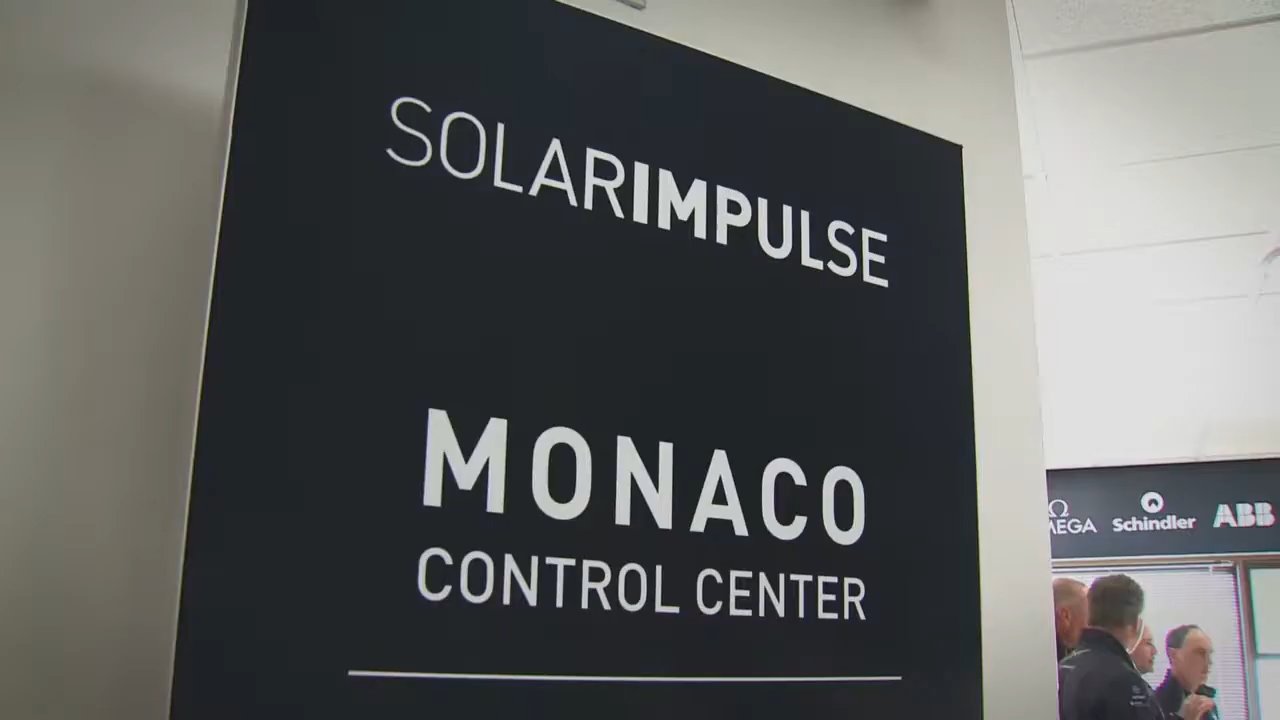 SOLARIMPULSE
MONACO
CONTROL CENTER
Schindler
ABB